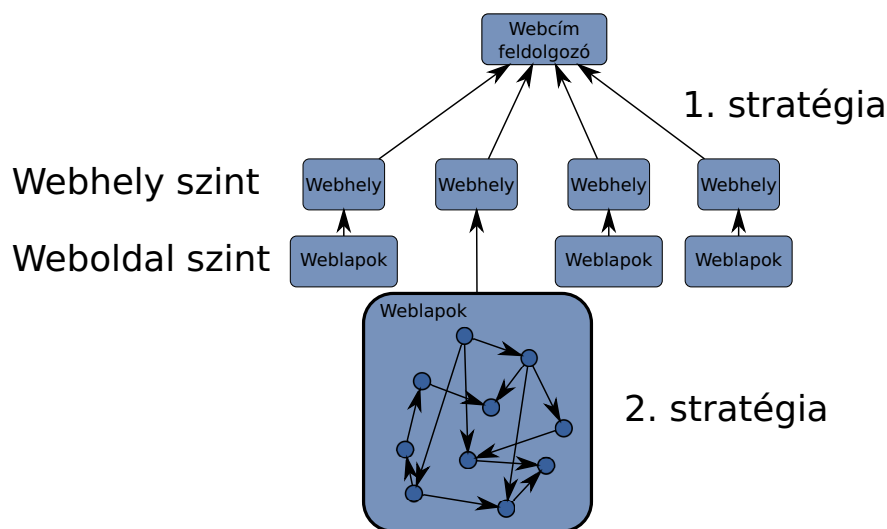 Webcím
feldolgozó
1. stratégia
Webhely szint
Webhely
Webhely
Webhely
Webhely
Weboldal szint
Weblapok
Weblapok
Weblapok
Weblapok
2. stratégia